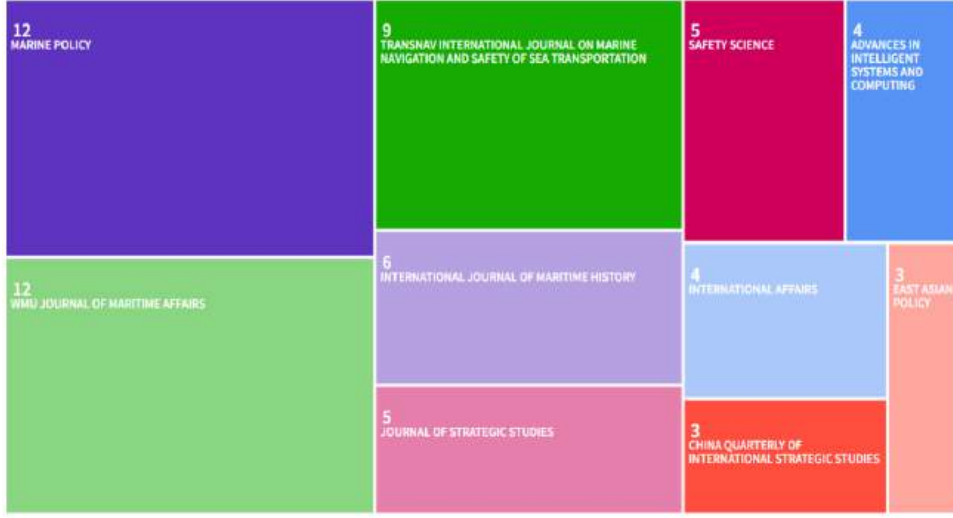 12
MARINE POLICY
9
TRANSNAV INTERNATIONAL JOURNAL ON MARINE
NAVIGATION AND SAFETY OF SEA TRANSPORTATION
5
SAFETY SCIENCE
4
ADVANCES IN
INTELLIGENT
SYSTEMS AND
COMPUTING
12
WMU JOURNAL OF MARITIME AFFAIRS
6
INTERNATIONAL JOURNAL OF MARITIME HISTORY
4
INTERNATIONAL AFFAIRS
3
EAST ASIAN
POLICY
5
JOURNAL OF STRATEGIC STUDIES
3
CHINA QUARTERLY OF
INTERNATIONAL STRATEGIC STUDIES